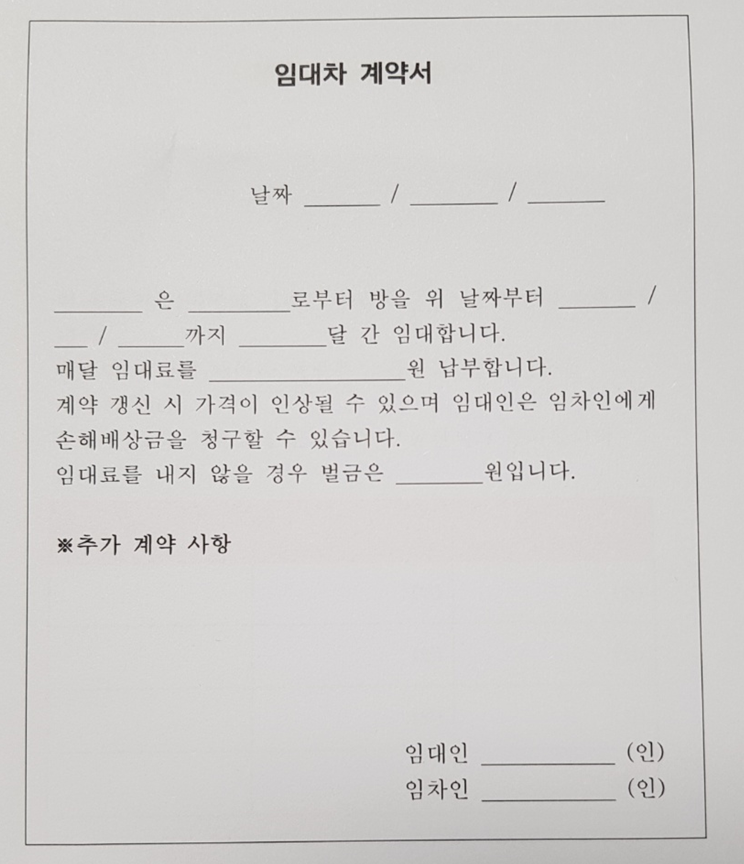 임대차 계약서
날짜 ______ / _______ / ______
_______ 은 ________로부터 방을 위 날짜부터 ______ /
___ / _____까지 _______달 간 임대합니다.
매달 임대료를 ________________원 납부합니다.
계약 갱신 시 가격이 인상될 수 있으며 임대인은 임차인에게
손해배상금을 청구할 수 있습니다.
임대료를 내지 않을 경우 벌금은 _______원입니다.
※추가 계약 사항
임대인 ___________ (인)
임차인 ___________ (인)